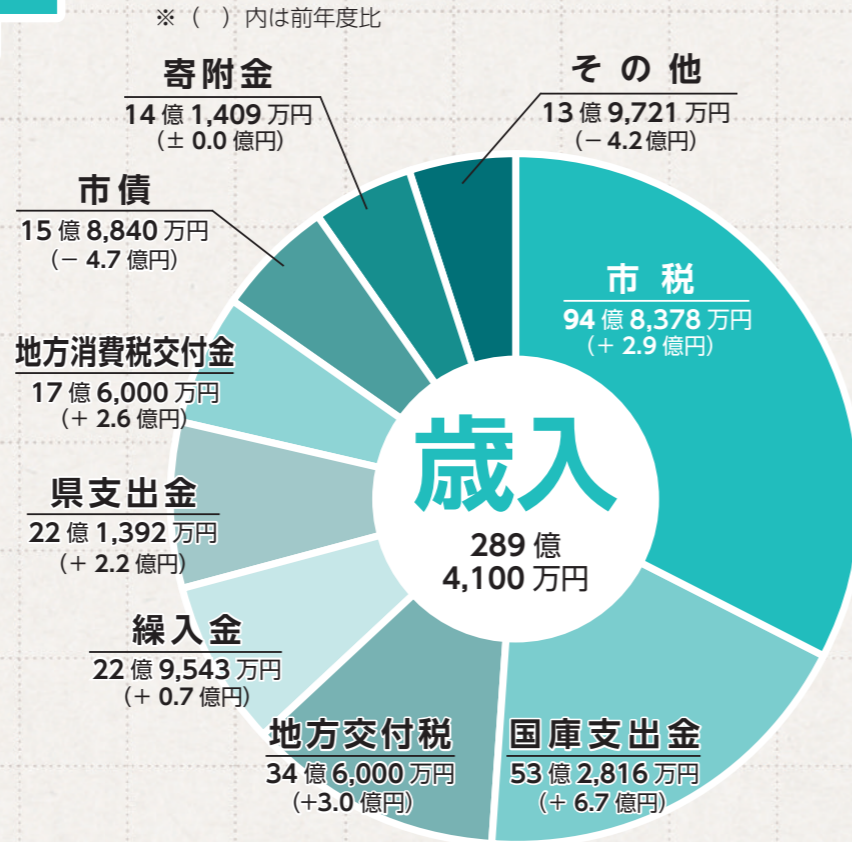 ※（　）内は前年度比
寄附金
14億1,409万円
（±0.0億円）
その他
13億9,721万円
（－4.2億円）
市債
15億8,840万円
（－4.7億円）
市税
94億8,378万円
（＋2.9億円）
地方消費税交付金
17億6,000万円
（＋2.6億円）
歳入
289億
4,100万円
県支出金
22億1,392万円
（＋2.2億円）
繰入金
22億9,543万円
（＋0.7億円）
地方交付税
34億6,000万円
（+3.0億円）
国庫支出金
53億2,816万円
（＋6.7億円）